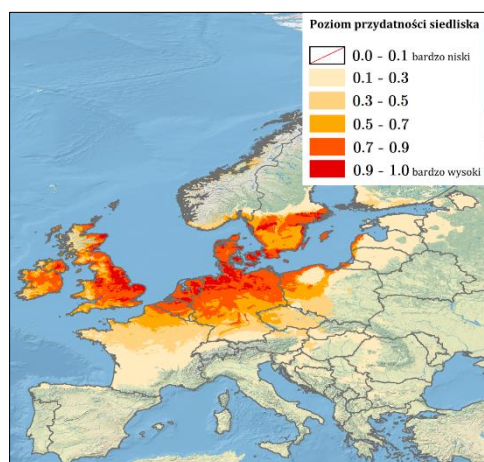 Poziom przydatności siedliska
0.0 - 0.1 bardzo niski
0.1 - 0.3
0.3 - 0.5
0.5 - 0.7
0.7 - 0.9
0.9 - 1.0 bardzo wysoki